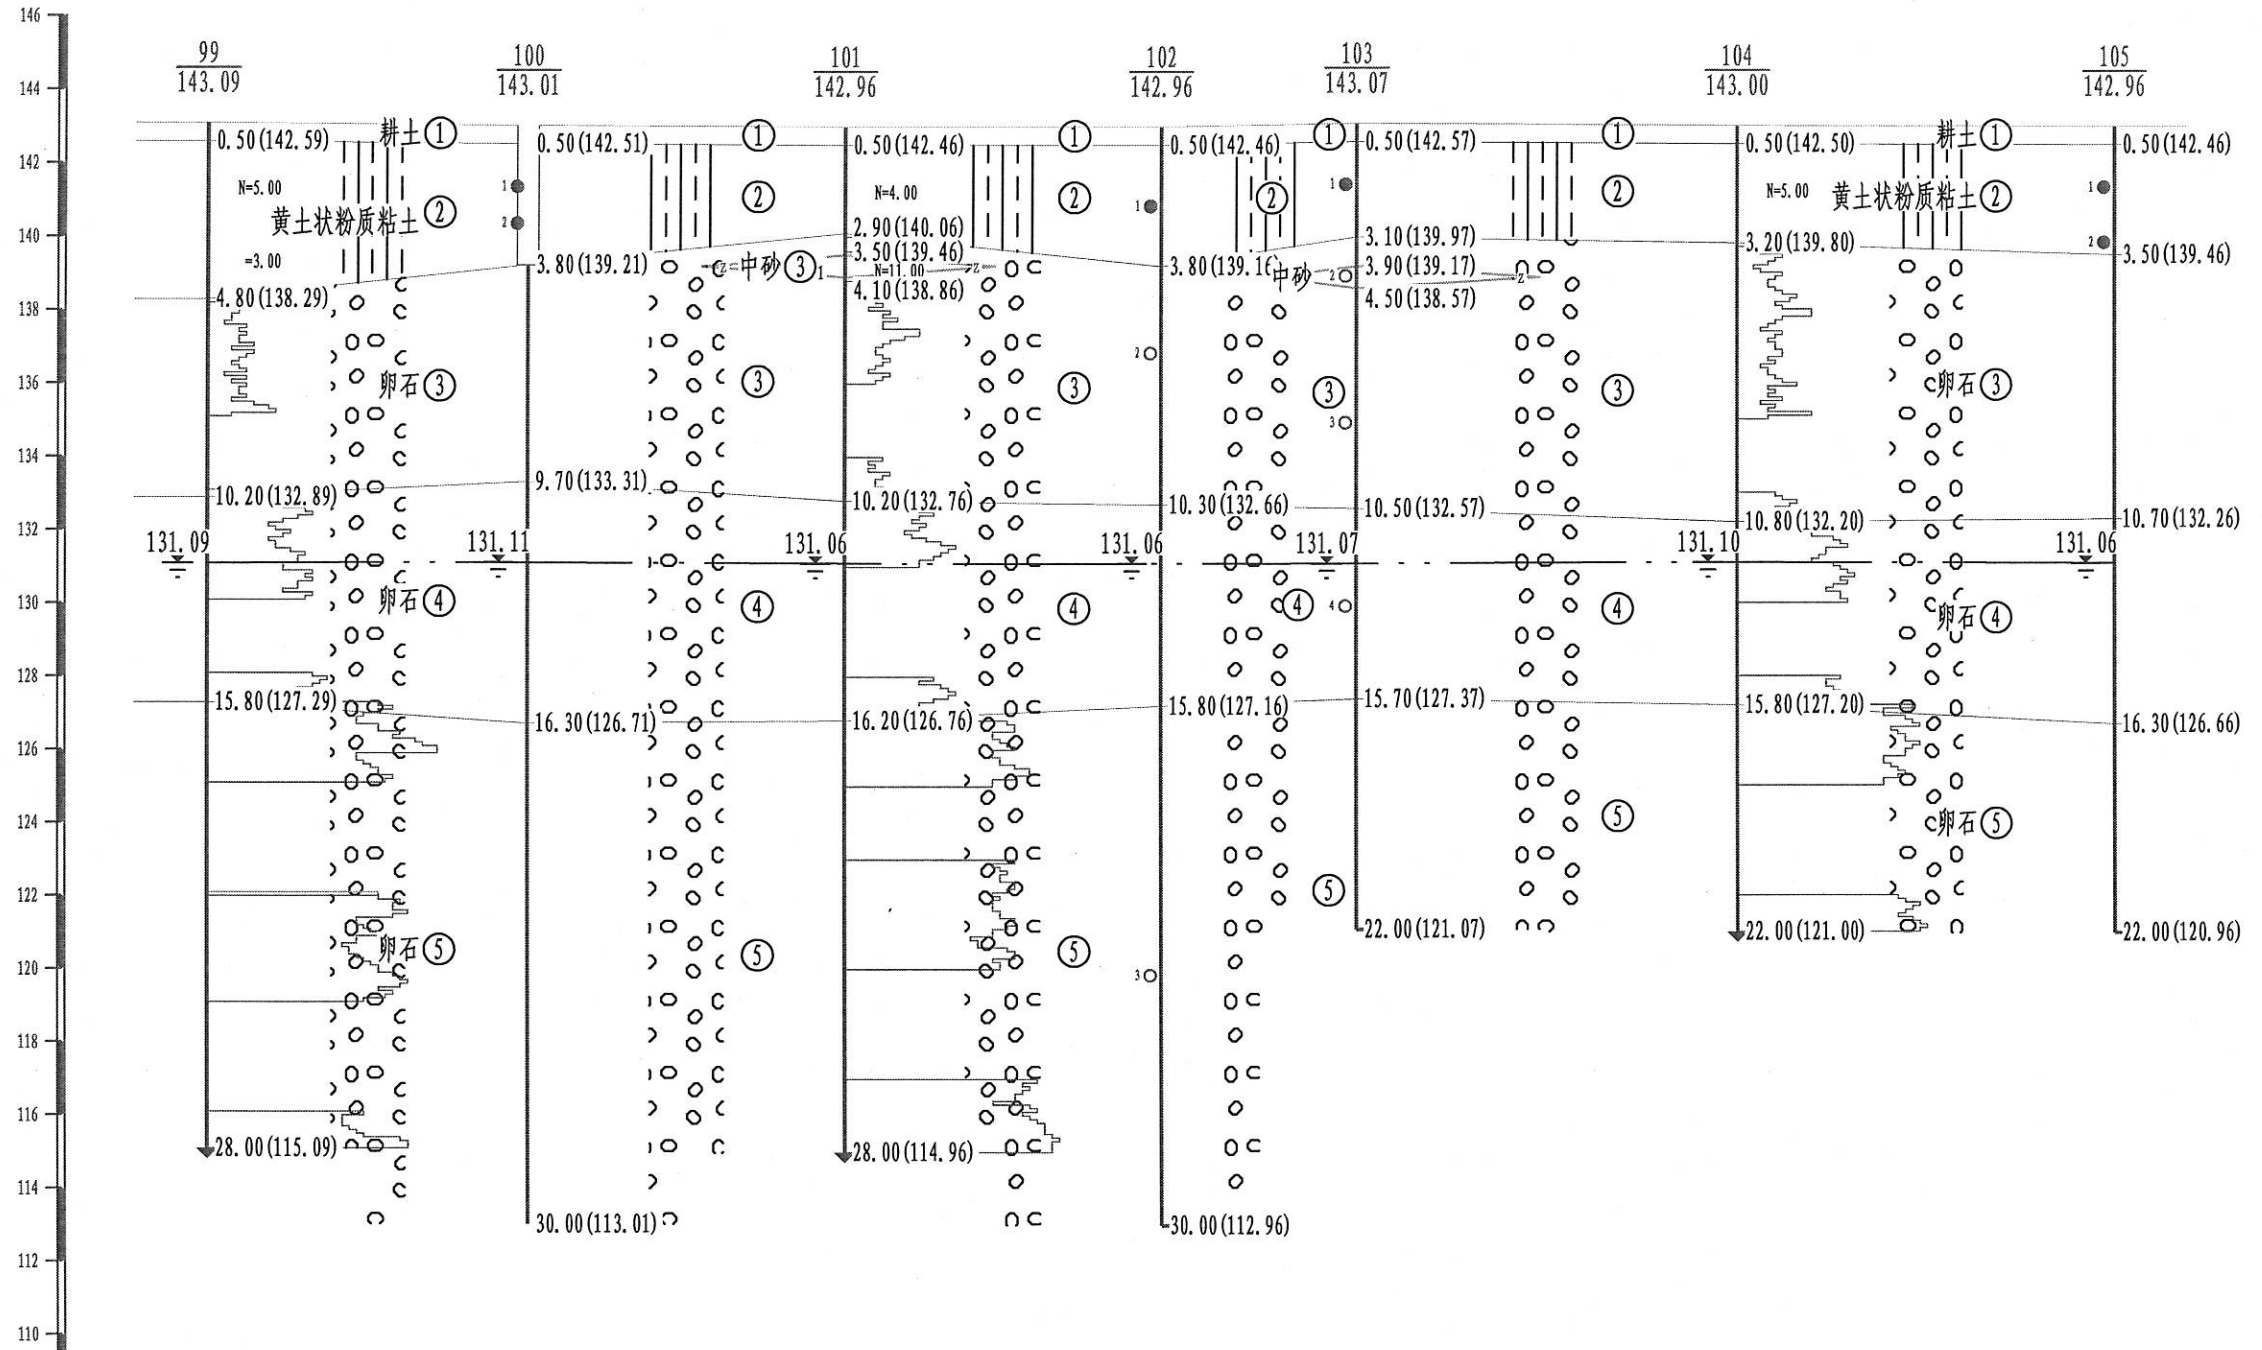 146
99 100 101 102 103 104 105
143.09 143.01 142.96 142.96 143.07 143.00 142.96
144
耕土① ① ① ① ① 耕土①
0.50(142.59) 0.50(142.51) 0.50(142.46) 0.50(142.46) 0.50(142.57) 0.50(142.50) 0.50(142.46)
142
N=5.00 1 N=4.00 1 1 N=5.00 1
黄土状粉质粘土② ② ② ② ② 黄土状粉质粘土②
2 2
140
2.90(140.06) 3.10(139.97) 3.20(139.80)
3.50(139.46) 3.50(139.46)
=3.00 3.80(139.21) 中砂③1 N=11.00 3.80(139.16) 中砂 2 3.90(139.17)
4.80(138.29) 4.10(138.86) 4.50(138.57)
138
2
136
卵石③ ③ ③ ③ ③ 卵石③
3
134
10.20(132.89) 9.70(133.31) 10.20(132.76) 10.30(132.66) 10.50(132.57) 10.80(132.20) 10.70(132.26)
132
131.09 131.11 131.06 131.06 131.07 131.10 131.06
130
卵石④ ④ ④ ④ 4 ④ 卵石④
128
15.80(127.29) 16.30(126.71) 16.20(126.76) 15.80(127.16) 15.70(127.37) 15.80(127.20) 16.30(126.66)
126
124
⑤ 卵石⑤
122
⑤
22.00(121.07) 22.00(121.00) 22.00(120.96)
卵石⑤ ⑤ ⑤
120
3
118
116
28.00(115.09) 28.00(114.96)
114
30.00(113.01) 30.00(112.96)
112
110